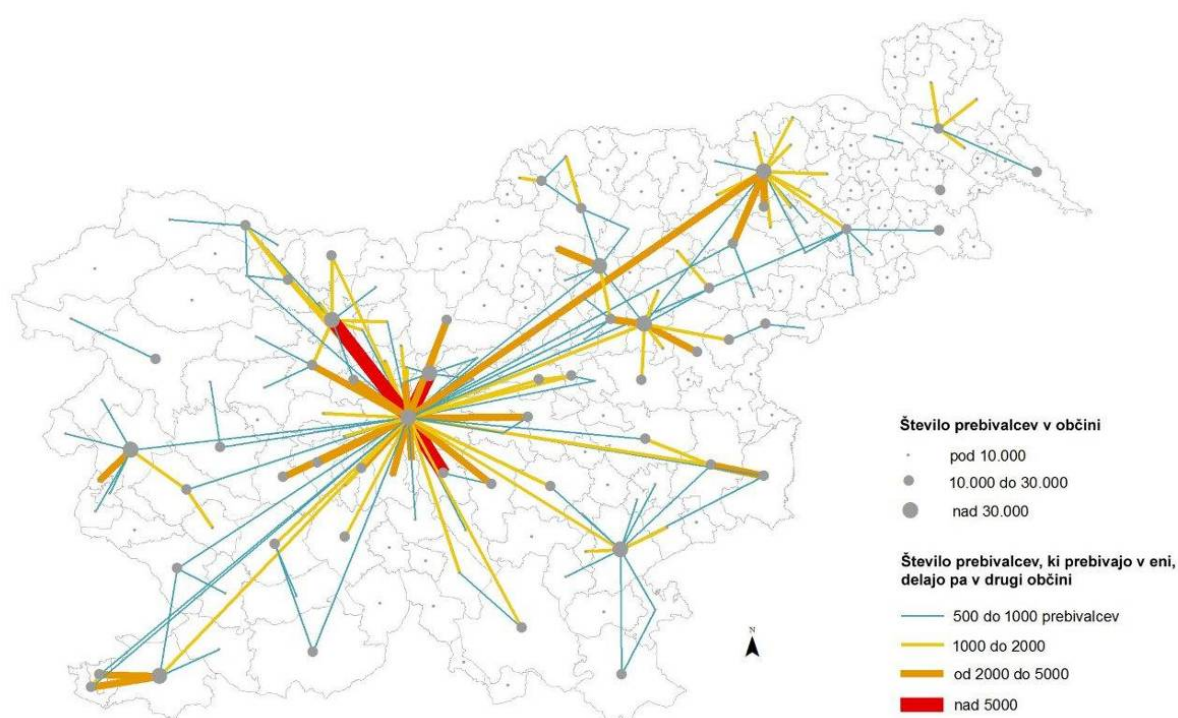 Število prebivalcev v občini
pod 10.000
10.000 do 30.000
nad 30.000
Število prebivalcev, ki prebivajo v eni,
delajo pa v drugi občini
500 do 1000 prebivalcev
1000 do 2000
od 2000 do 5000
nad 5000
N